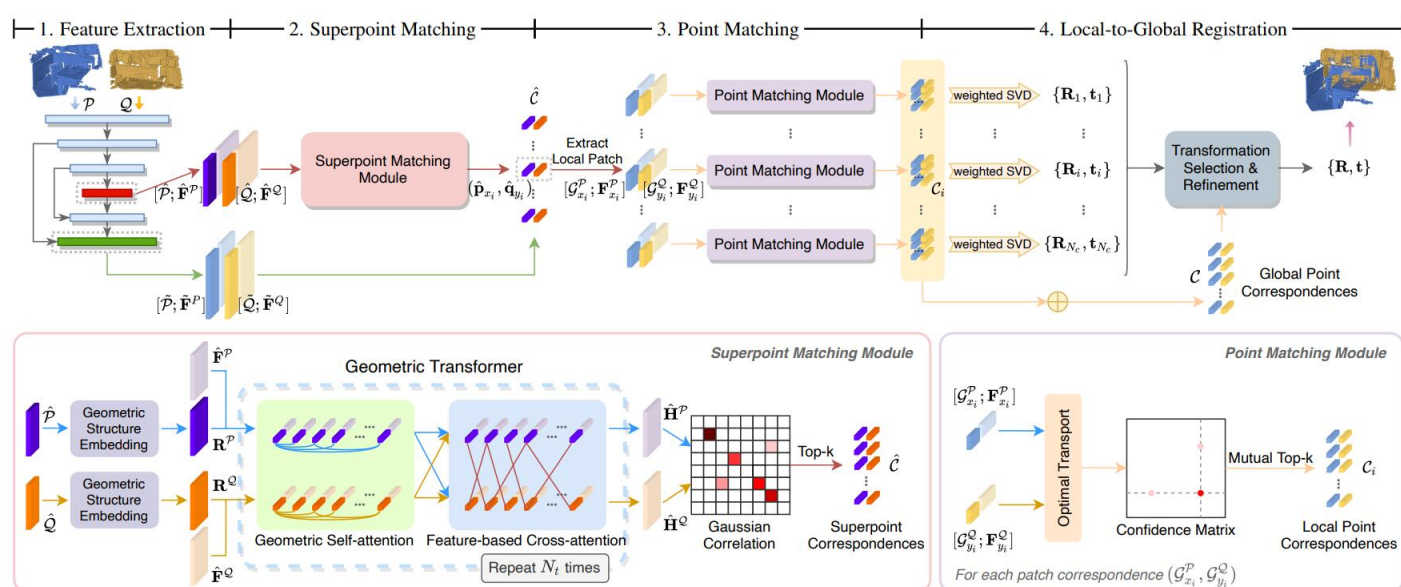 1. Feature Extraction
2. Superpoint Matching
3. Point Matching
4. Local-to-Global Registration
𝒫
𝒬
[𝒫̂; F̂^𝒫]
[𝒬̂; F̂^𝒬]
Superpoint Matching
Module
(p̂_{x_i}, q̂_{y_i})
Ĉ
...
Extract
Local Patch
[𝒢^𝒫_{x_i}; F^𝒫_{x_i}]
[𝒢^𝒬_{y_i}; F^𝒬_{y_i}]
Point Matching Module
...
Point Matching Module
...
Point Matching Module
𝒞_i
weighted SVD
{R_1, t_1}
...
weighted SVD
{R_i, t_i}
...
weighted SVD
{R_{N_c}, t_{N_c}}
Transformation
Selection &
Refinement
{R, t}
𝒞
Global Point
Correspondences
[𝒫̃; F̃^P]
[𝒬̃; F̃^Q]
Superpoint Matching Module
𝒫̂
Geometric
Structure
Embedding
F̂^𝒫
R^𝒫
𝒬̂
Geometric
Structure
Embedding
R^𝒬
F̂^𝒬
Geometric Transformer
Geometric Self-attention
Feature-based Cross-attention
Repeat N_t times
Ĥ^𝒫
Ĥ^𝒬
Gaussian
Correlation
Top-k
Ĉ
Superpoint
Correspondences
Point Matching Module
[𝒢^𝒫_{x_i}; F^𝒫_{x_i}]
[𝒢^𝒬_{y_i}; F^𝒬_{y_i}]
Optimal Transport
Confidence Matrix
Mutual Top-k
𝒞_i
Local Point
Correspondences
For each patch correspondence (𝒢^𝒫_{x_i}, 𝒢^𝒬_{y_i})